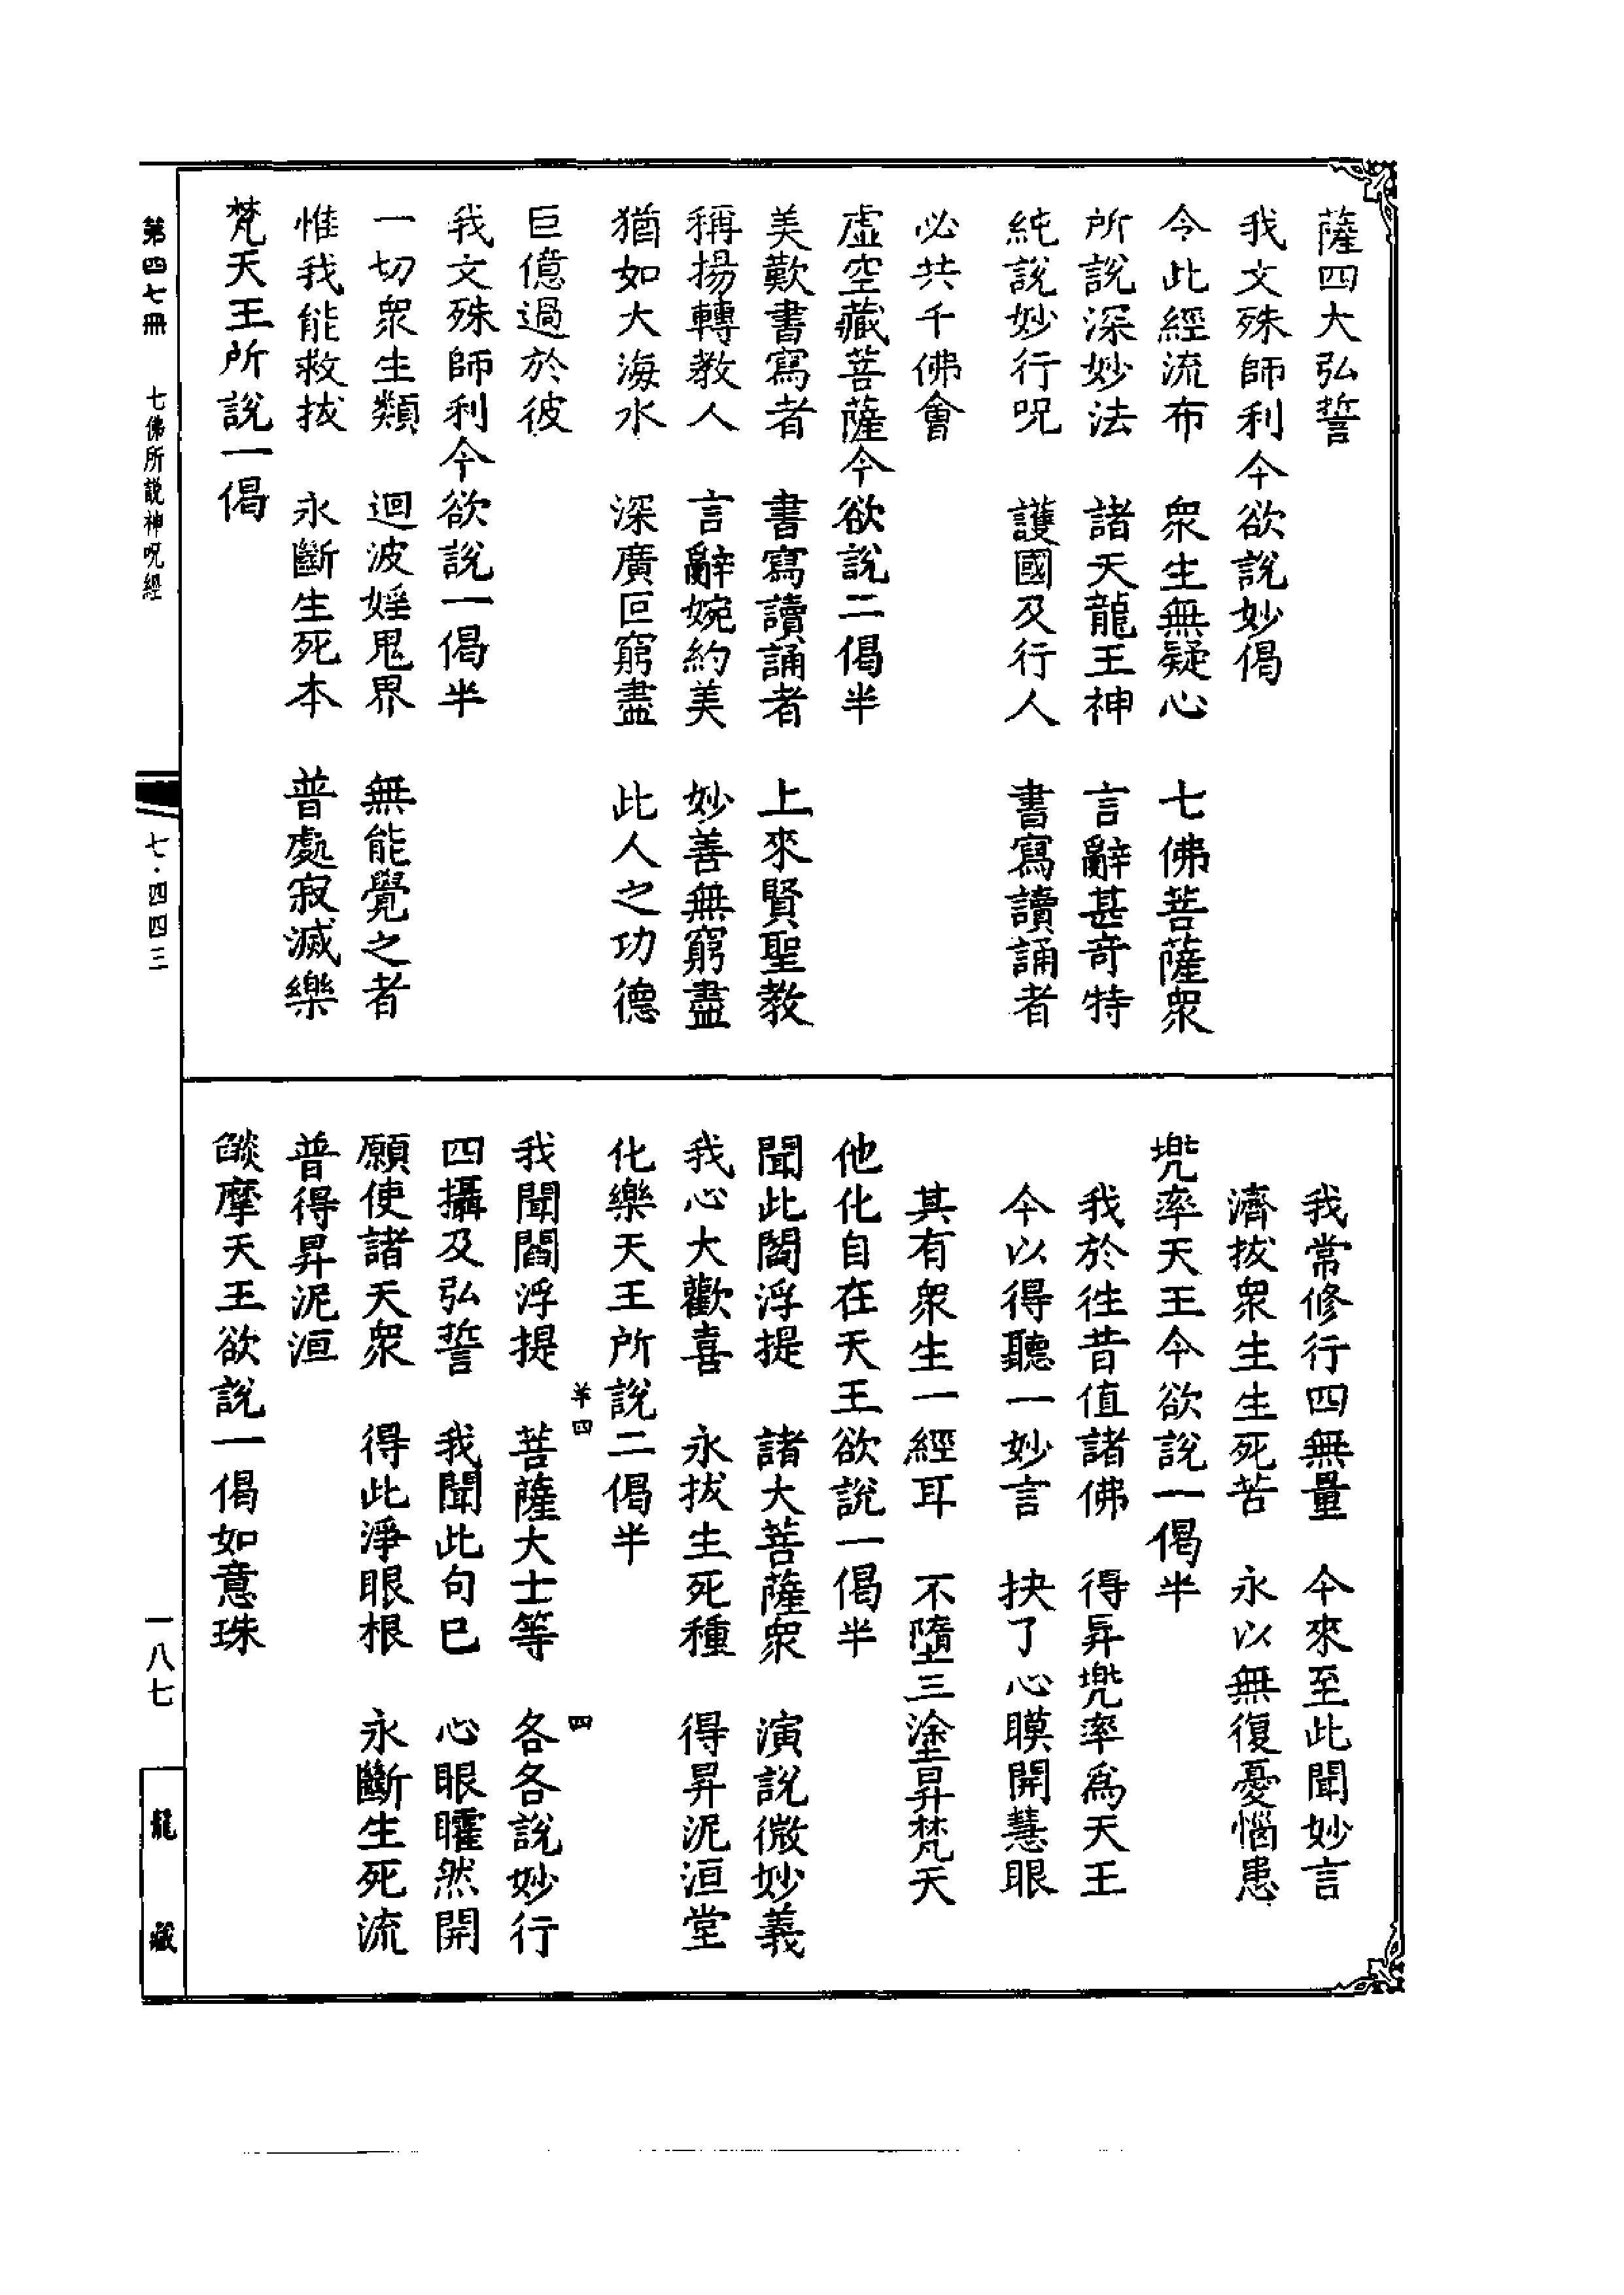 薩四大弘誓
我文殊師利今欲說妙偈
今此經流布　衆生無疑心　七佛菩薩衆
所說深妙法　諸天龍王神　言辭甚奇特
純說妙行呪　護國及行人　書寫讀誦者
必共千佛會
虛空藏菩薩今欲說二偈半
美歎書寫者　書寫讀誦者　上來賢聖教
稱揚轉教人　言辭婉約美　妙善無窮盡
猶如大海水　深廣叵窮盡　此人之功德
巨億過於彼
我文殊師利今欲說一偈半
一切衆生類　迴波婬鬼界　無能覺之者
惟我能救拔　永斷生死本　普處寂滅樂
梵天王所說一偈
我常修行四無量　今來至此聞妙言
濟拔衆生生死苦　永以無復憂惱患
兜率天王今欲說一偈半
我於往昔值諸佛　得昇兜率爲天王
今以得聽一妙言　抉了心膜開慧眼
其有衆生一經耳　不墮三塗昇梵天
他化自在天王欲說一偈半
聞此閻浮提　諸大菩薩衆　演說微妙義
我心大歡喜　永拔生死種　得昇泥洹堂
化樂天王所說二偈半
羊四　四
我聞閻浮提　菩薩大士等　各各說妙行
四攝及弘誓　我聞此句已　心眼矐然開
願使諸天衆　得此淨眼根　永斷生死流
普得昇泥洹
燄摩天王欲說一偈如意珠
第四七冊　七佛所說神呪經
七·四四三
一八七
龍藏